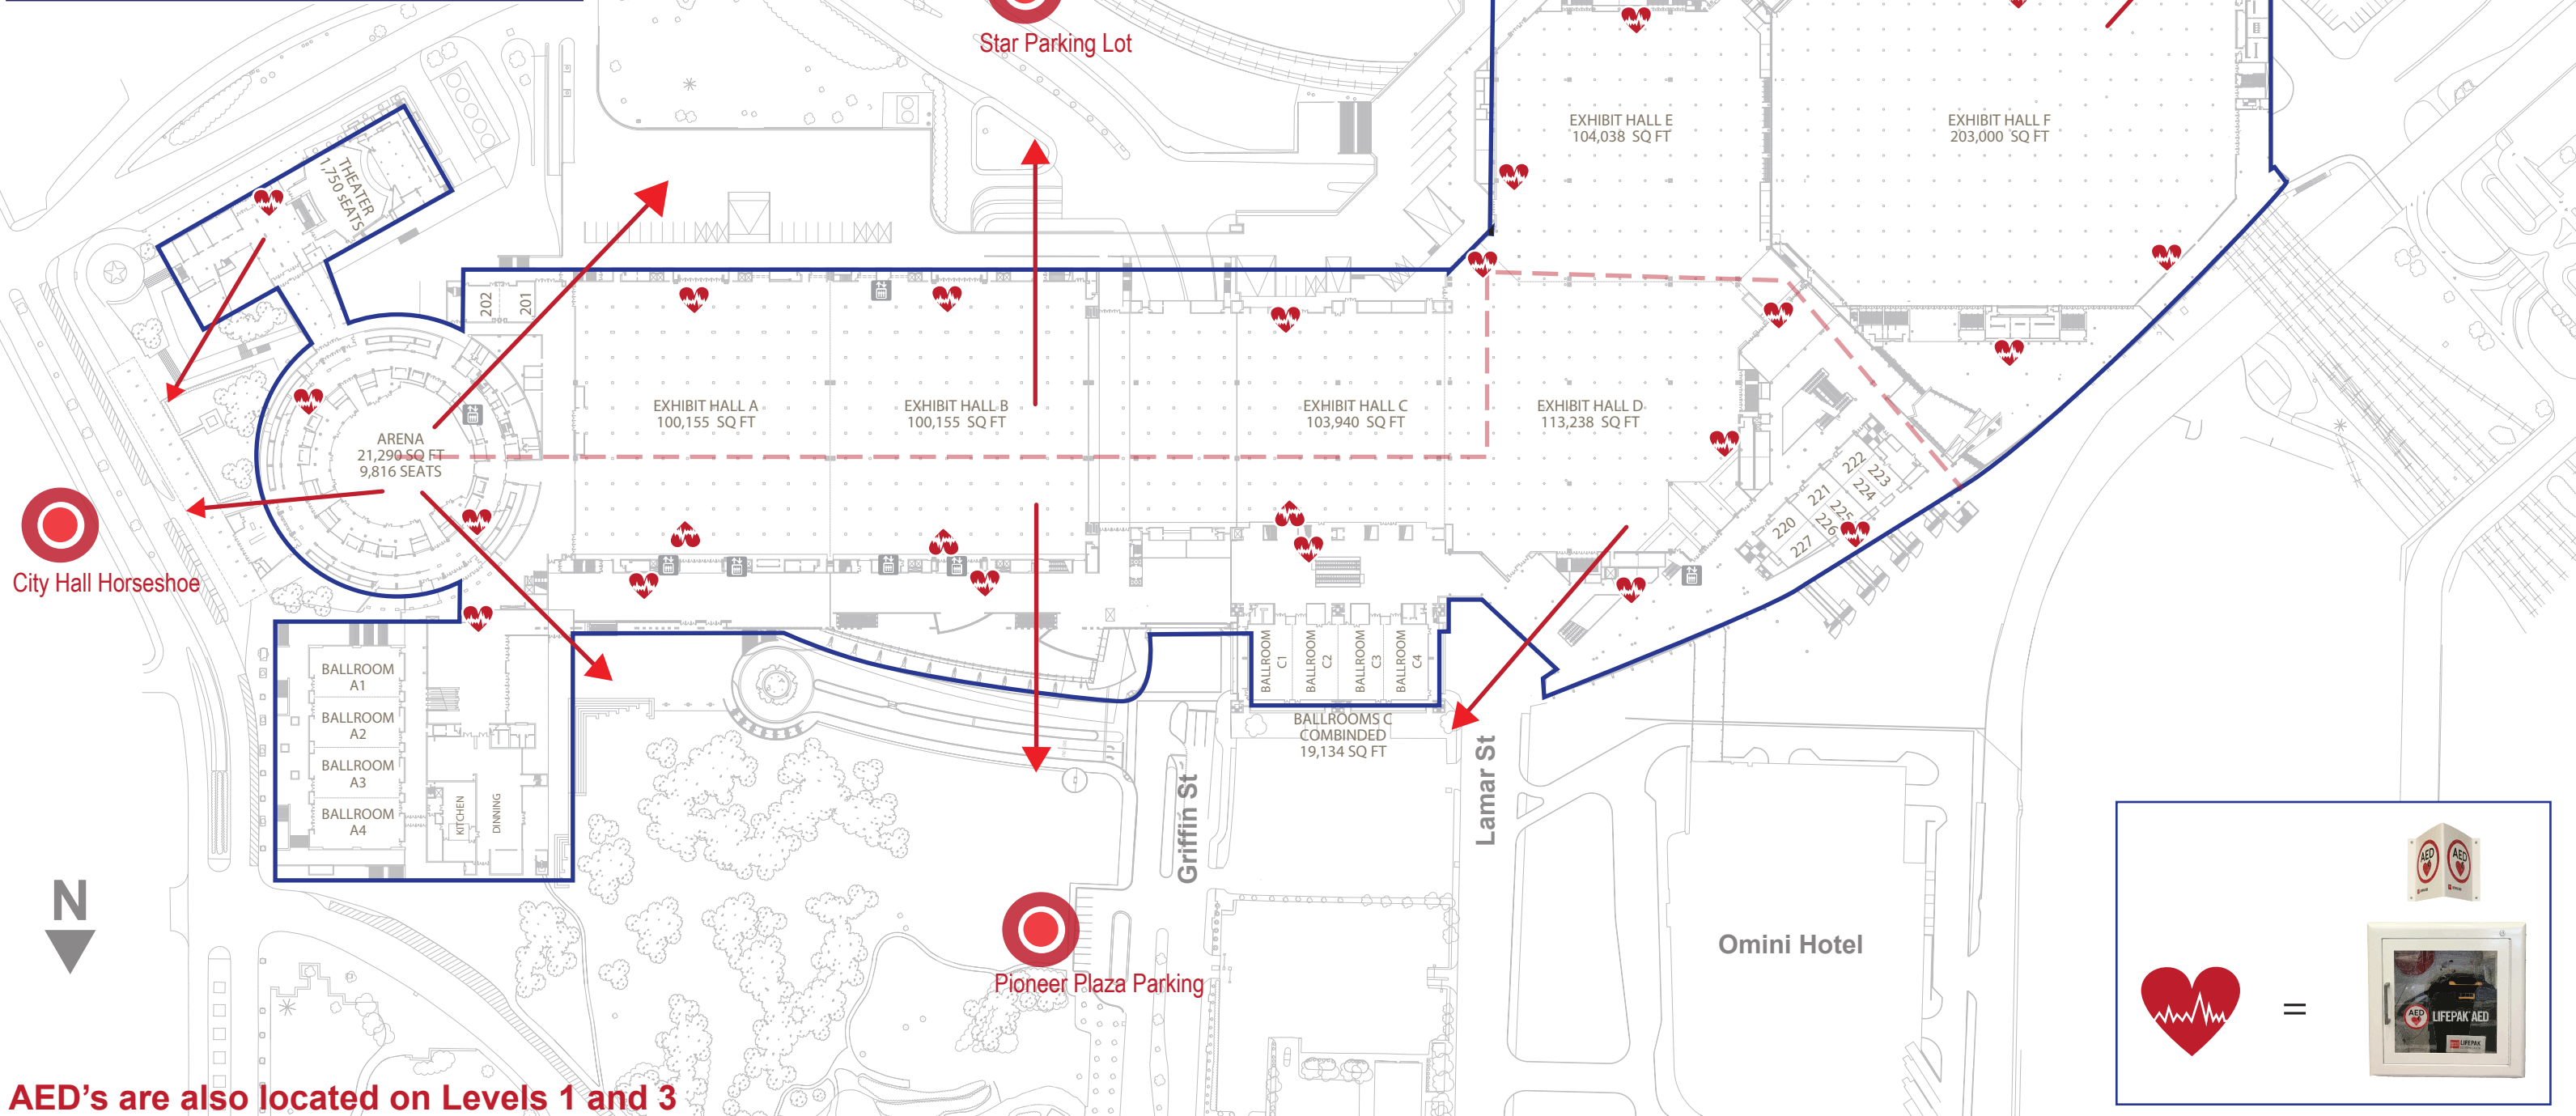 Star Parking Lot
EXHIBIT HALL E
104,038 SQ FT
EXHIBIT HALL F
203,000 SQ FT
THEATER
1,750 sEATS
202
201
EXHIBIT HALL A
100,155 SQ FT
EXHIBIT HALL B
100,155 SQ FT
EXHIBIT HALL C
103,940 SQ FT
EXHIBIT HALL D
113,238 SQ FT
ARENA
21,290 SQ FT
9,816 SEATS
222
223
221
224
220
225
226
227
City Hall Horseshoe
BALLROOM
A1
BALLROOM
A2
BALLROOM
A3
BALLROOM
A4
KITCHEN
DINNING
BALLROOM
C1
BALLROOM
C2
BALLROOM
C3
BALLROOM
C4
BALLROOMS C
COMBINDED
19,134 SQ FT
Griffin St
Lamar St
N
Pioneer Plaza Parking
Omini Hotel
AED
AED
=
AED
LIFEPAK AED
LIFEPAK
AED's are also located on Levels 1 and 3